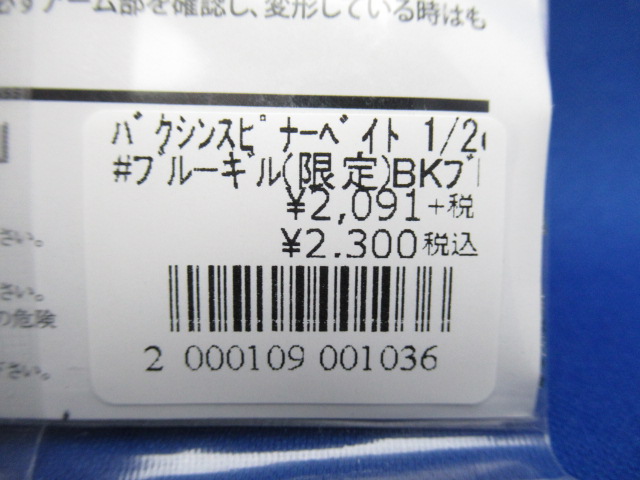 必ずアーム部を確認し、変形している時はも
バクシンスピナーベイト 1/2
#ブルーギル(限定)BKブ
¥2,091+税
¥2,300税込
さい。
さい。
の危険
ださい。
2 000109 001036